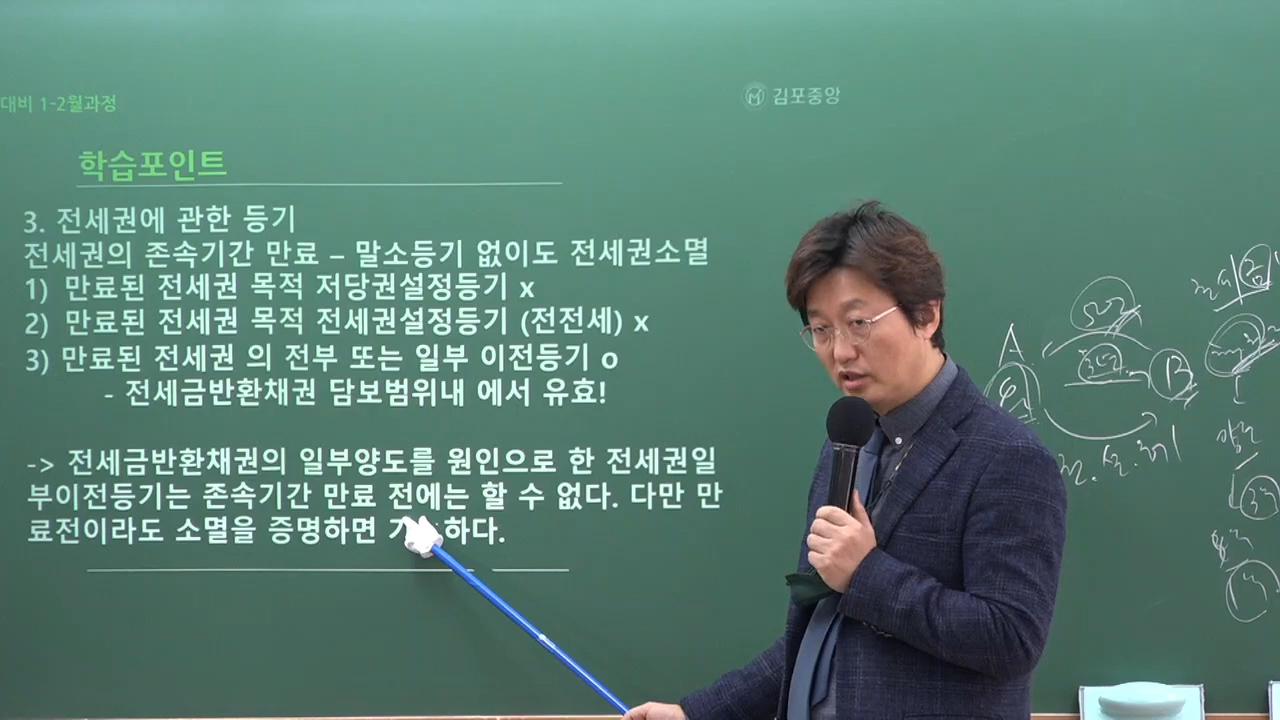 대비 1-2월과정
김포중앙
학습포인트
3. 전세권에 관한 등기
전세권의 존속기간 만료 – 말소등기 없이도 전세권소멸
1) 만료된 전세권 목적 저당권설정등기 x
2) 만료된 전세권 목적 전세권설정등기 (전전세) x
3) 만료된 전세권 의 전부 또는 일부 이전등기 o
- 전세금반환채권 담보범위내 에서 유효!
-> 전세금반환채권의 일부양도를 원인으로 한 전세권일
부이전등기는 존속기간 만료 전에는 할 수 없다. 다만 만
료전이라도 소멸을 증명하면 하다.
A
B